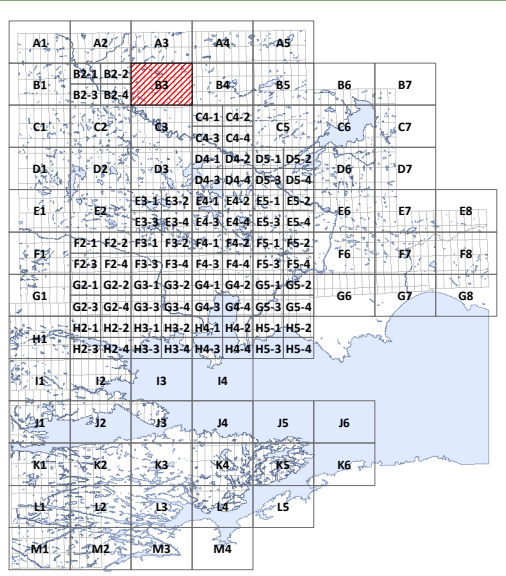 A1 A2 A3 A4 A5
B2-1 B2-2
B1 B3 B4 B5 B6 B7
B2-3 B2-4
C4-1 C4-2
C1 C2 C3 C5 C6 C7
C4-3 C4-4
D4-1 D4-2 D5-1 D5-2
D1 D2 D3 D6 D7
D4-3 D4-4 D5-3 D5-4
E3-1 E3-2 E4-1 E4-2 E5-1 E5-2
E1 E2 E6 E7 E8
E3-3 E3-4 E4-3 E4-4 E5-3 E5-4
F2-1 F2-2 F3-1 F3-2 F4-1 F4-2 F5-1 F5-2
F1 F6 F7 F8
F2-3 F2-4 F3-3 F3-4 F4-3 F4-4 F5-3 F5-4
G2-1 G2-2 G3-1 G3-2 G4-1 G4-2 G5-1 G5-2
G1 G6 G7 G8
G2-3 G2-4 G3-3 G3-4 G4-3 G4-4 G5-3 G5-4
H2-1 H2-2 H3-1 H3-2 H4-1 H4-2 H5-1 H5-2
H1
H2-3 H2-4 H3-3 H3-4 H4-3 H4-4 H5-3 H5-4
I1 I2 I3 I4
J1 J2 J3 J4 J5 J6
K1 K2 K3 K4 K5 K6
L1 L2 L3 L4 L5
M1 M2 M3 M4